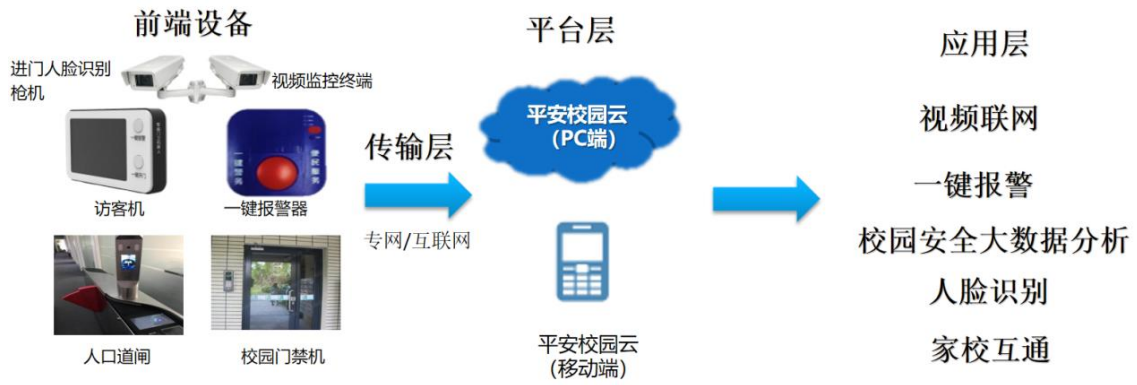 前端设备
进门人脸识别
枪机
视频监控终端
访客机
一键报警器
人口道闸
校园门禁机
传输层
专网/互联网
平台层
平安校园云
（PC端）
平安校园云
（移动端）
应用层
视频联网
一键报警
校园安全大数据分析
人脸识别
家校互通